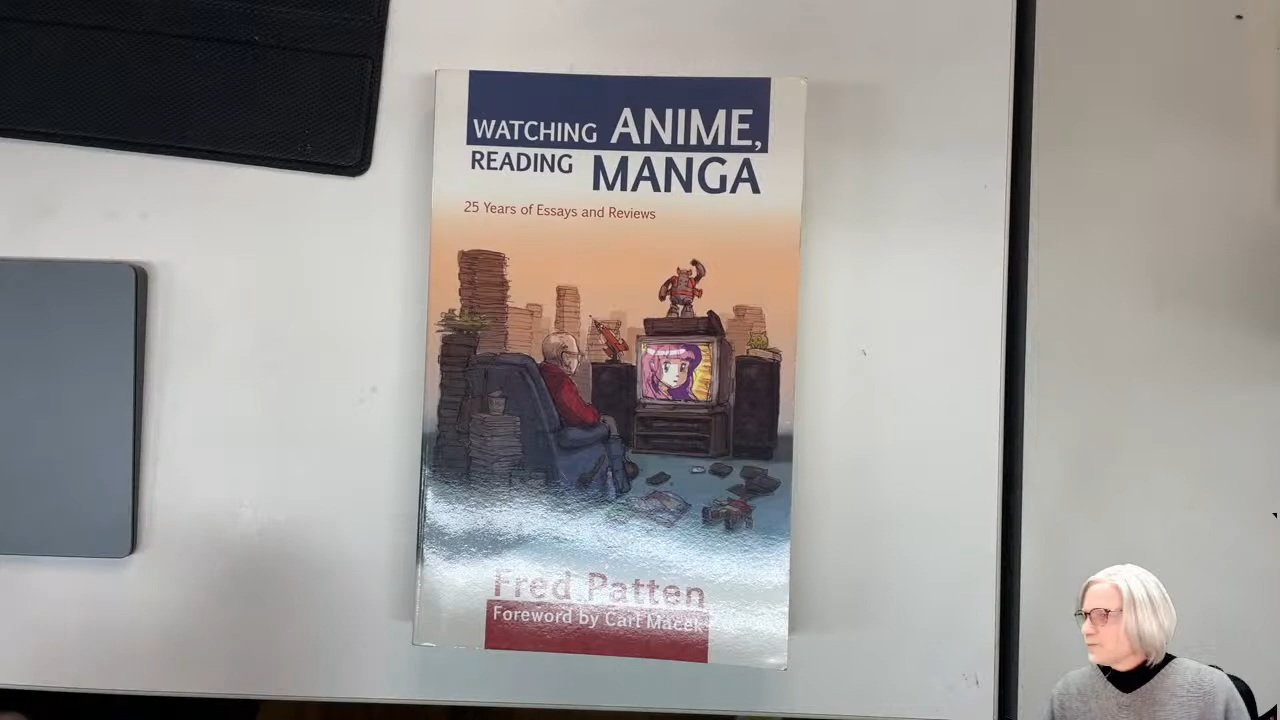 WATCHING ANIME,
READING MANGA
25 Years of Essays and Reviews
Fred Patten
Foreword by Carl Macek